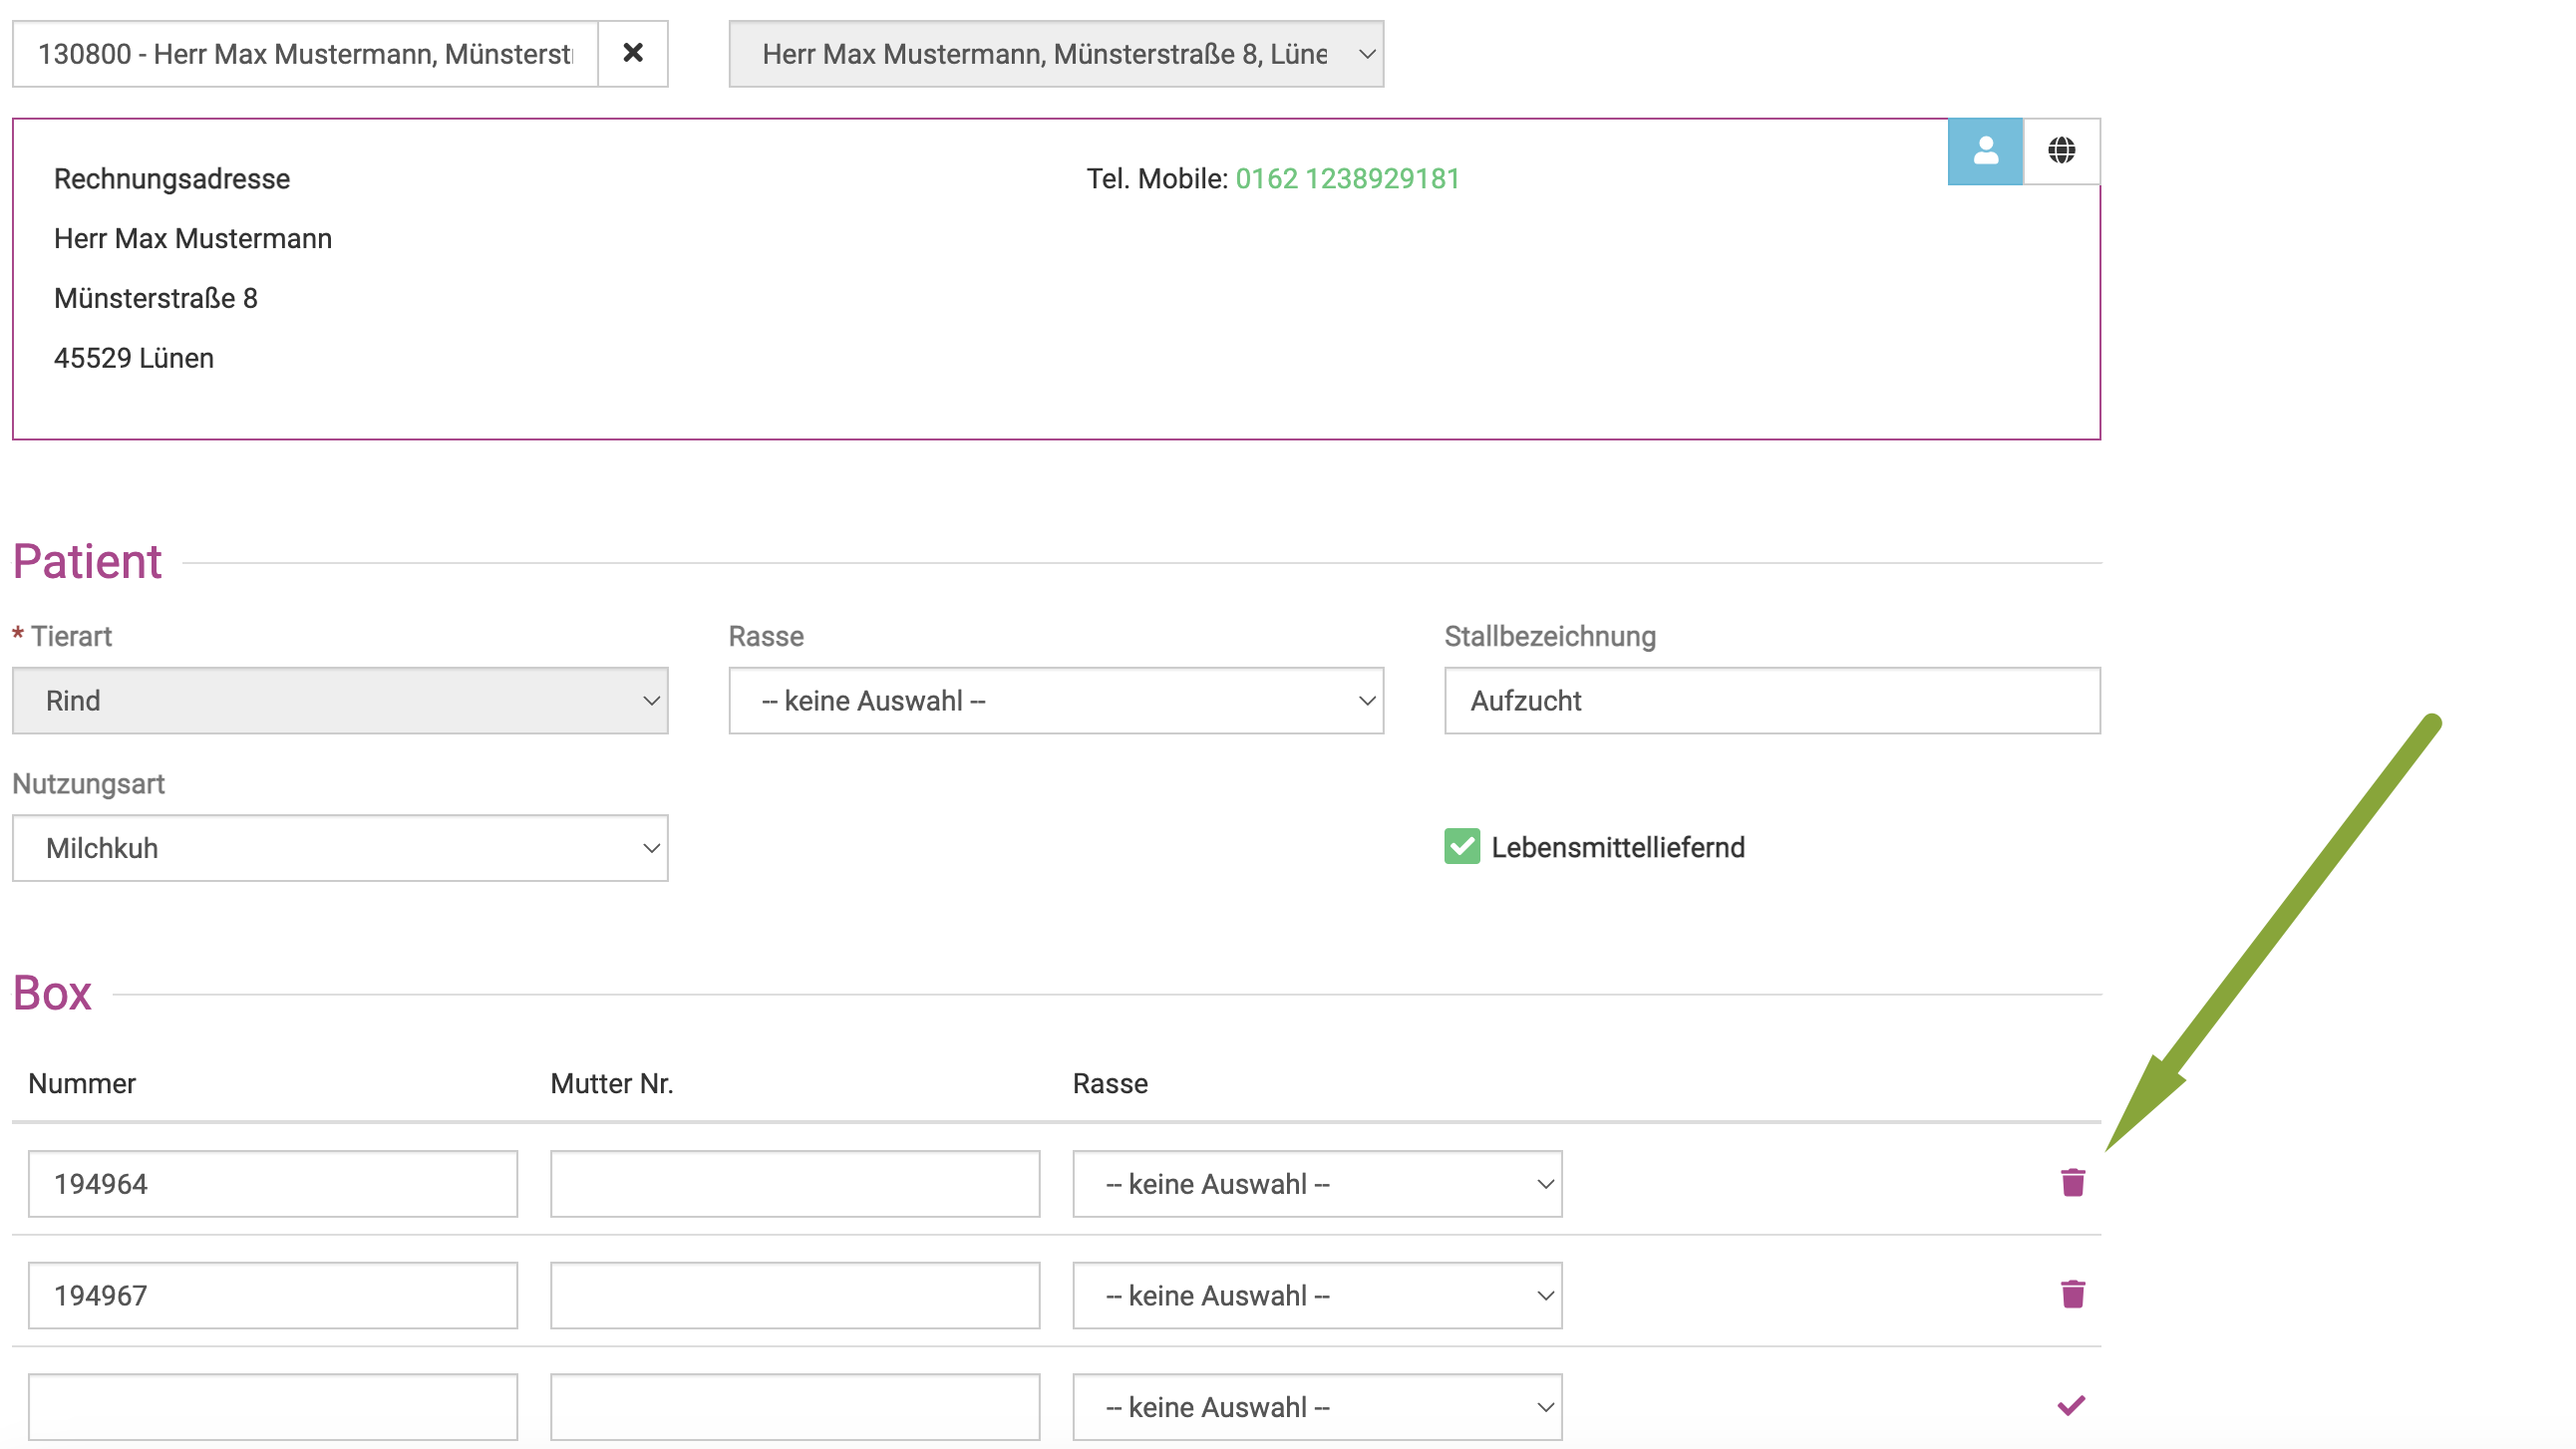 130800 - Herr Max Mustermann, Münsterst
Herr Max Mustermann, Münsterstraße 8, Lüne
Rechnungsadresse
Tel. Mobile: 0162 1238929181
Herr Max Mustermann
Münsterstraße 8
45529 Lünen
Patient
* Tierart
Rasse
Stallbezeichnung
Rind
-- keine Auswahl --
Aufzucht
Nutzungsart
Milchkuh
Lebensmittelliefernd
Box
Nummer
Mutter Nr.
Rasse
194964
-- keine Auswahl --
194967
-- keine Auswahl --
-- keine Auswahl --